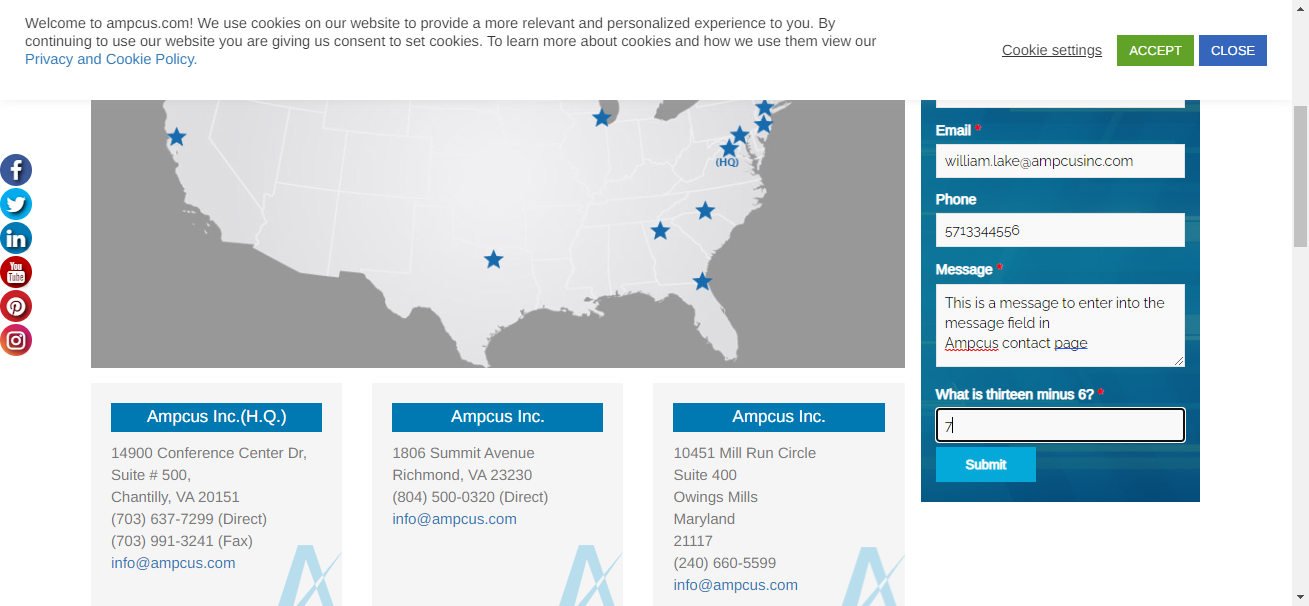 Welcome to ampcus.com! We use cookies on our website to provide a more relevant and personalized experience to you. By
continuing to use our website you are giving us consent to set cookies. To learn more about cookies and how we use them view our
Privacy and Cookie Policy.
Cookie settings
ACCEPT
CLOSE
(HQ)
You
Tube
Email *
william.lake@ampcusinc.com
Phone
5713344556
Message *
This is a message to enter into the
message field in
Ampcus contact page
What is thirteen minus 6? *
7
Submit
Ampcus Inc.(H.Q.)
14900 Conference Center Dr,
Suite # 500,
Chantilly, VA 20151
(703) 637-7299 (Direct)
(703) 991-3241 (Fax)
info@ampcus.com
Ampcus Inc.
1806 Summit Avenue
Richmond, VA 23230
(804) 500-0320 (Direct)
info@ampcus.com
Ampcus Inc.
10451 Mill Run Circle
Suite 400
Owings Mills
Maryland
21117
(240) 660-5599
info@ampcus.com